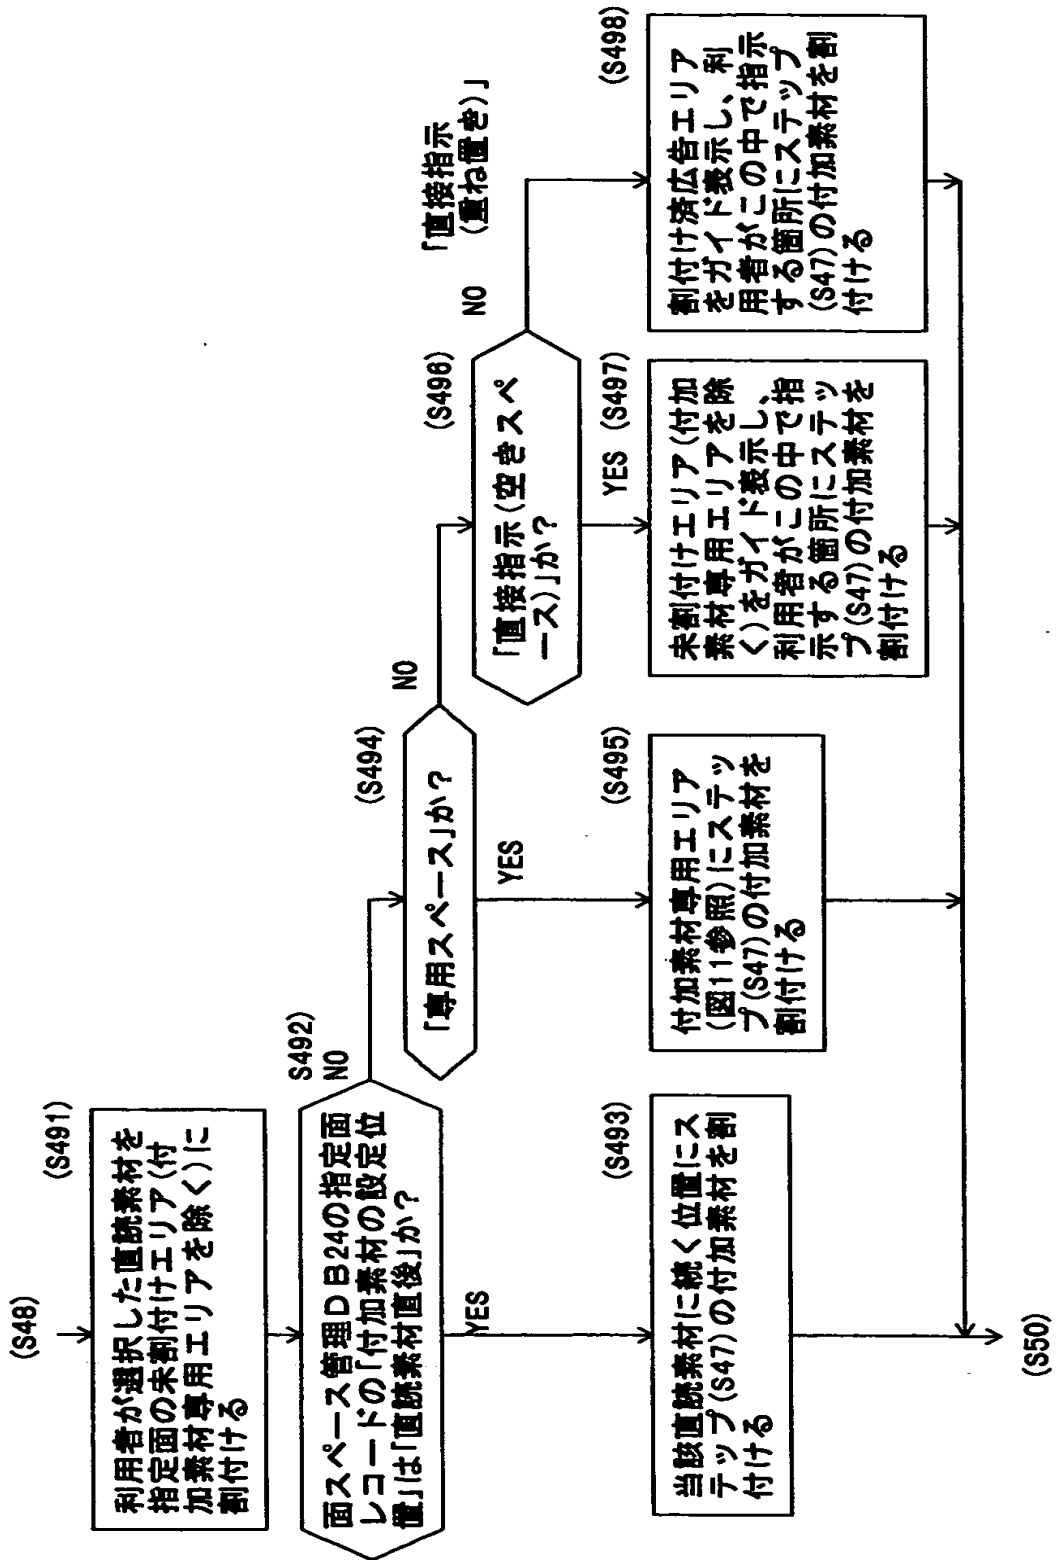 (S48)
(S491)
利用者が選択した直読素材を
指定面の未割付けエリア(付
加素材専用エリアを除く)に
割付ける
S492)
NO
面スペース管理DB24の指定面
レコードの「付加素材の設定位
置」は「直読素材直後」か?
YES
(S493)
当該直読素材に続く位置にス
テップ(S47)の付加素材を割
付ける
(S494)
NO
「専用スペース」か?
YES
(S495)
付加素材専用エリア
(図11参照)にステッ
プ(S47)の付加素材を
割付ける
(S496)
NO
「直接指示
(重ね置き)」
「直接指示(空きスペ
ース)」か?
YES (S497)
未割付けエリア(付加
素材専用エリアを除
く)をガイド表示し、
利用者がこの中で指
示する箇所にステッ
プ(S47)の付加素材を
割付ける
(S498)
割付け済広告エリア
をガイド表示し、利
用者がこの中で指示
する箇所にステップ
(S47)の付加素材を割
付ける
(S50)